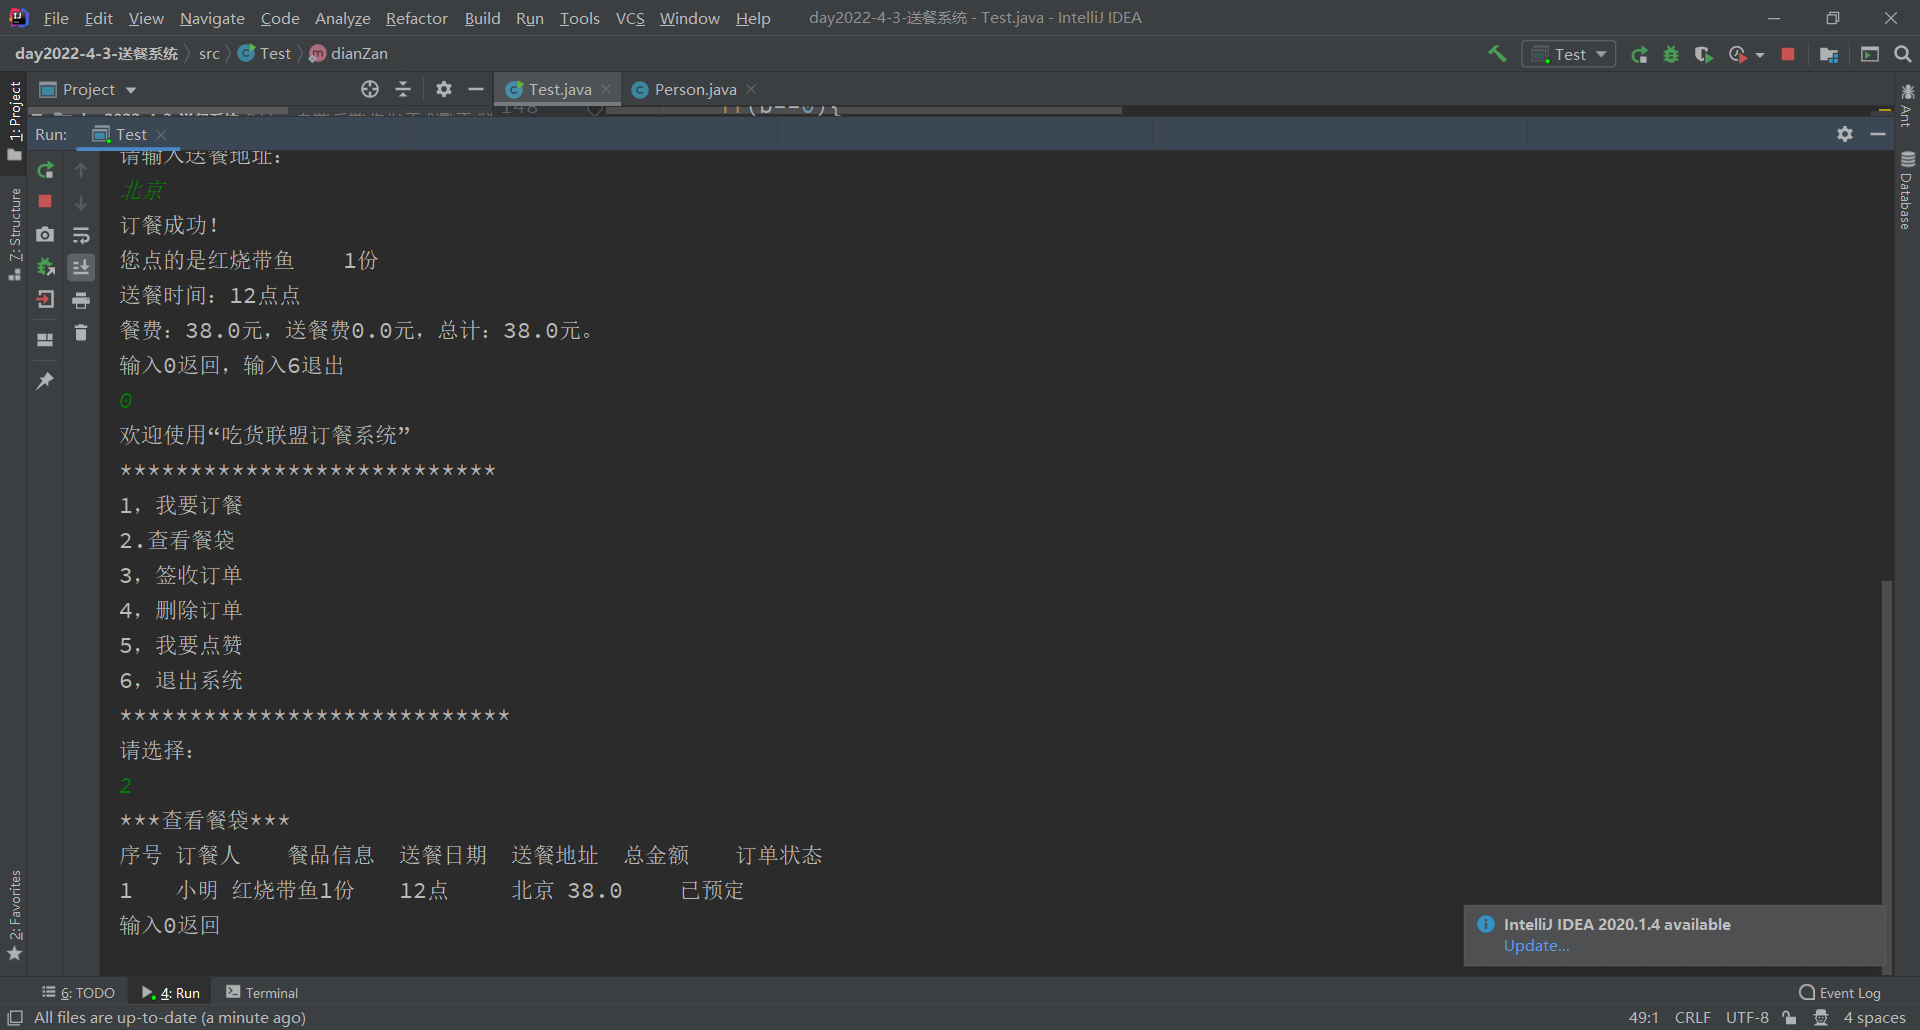 File Edit View Navigate Code Analyze Refactor Build Run Tools VCS Window Help day2022-4-3-送餐系统 - Test.java - IntelliJ IDEA
day2022-4-3-送餐系统 src Test dianZan Test
1: Project
Project Test.java Person.java
148 if(b==0){
Run: Test
请输入送餐地址:
北京
订餐成功!
您点的是红烧带鱼 1份
送餐时间: 12点点
餐费: 38.0元, 送餐费0.0元, 总计: 38.0元。
输入0返回, 输入6退出
0
欢迎使用“吃货联盟订餐系统”
***************************
1, 我要订餐
2.查看餐袋
3, 签收订单
4, 删除订单
5, 我要点赞
6, 退出系统
****************************
请选择:
2
***查看餐袋***
序号 订餐人 餐品信息 送餐日期 送餐地址 总金额 订单状态
1 小明 红烧带鱼1份 12点 北京 38.0 已预定
输入0返回
7: Structure
2: Favorites
Ant
Database
IntelliJ IDEA 2020.1.4 available
Update...
6: TODO 4: Run Terminal Event Log
All files are up-to-date (a minute ago) 49:1 CRLF UTF-8 4 spaces